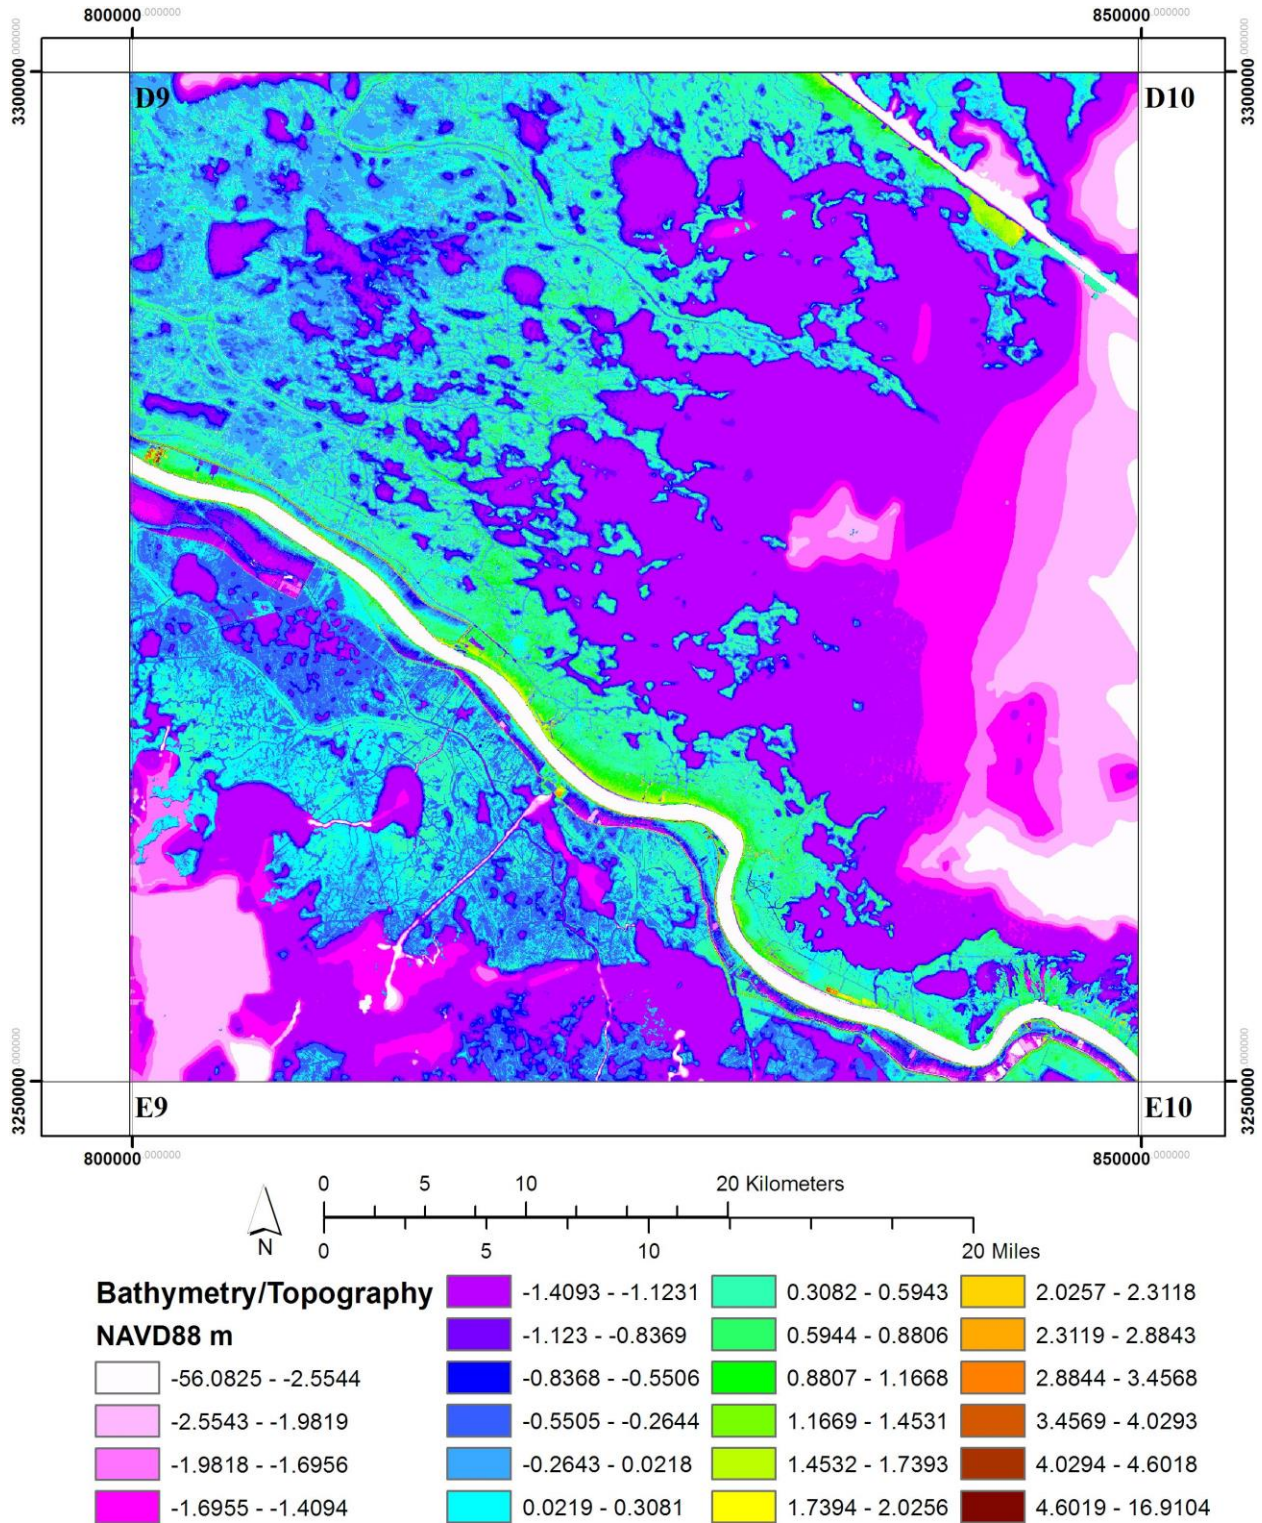 800000.000000 850000.000000
3300000.000000 3300000.000000
D9 D10
3250000.000000 3250000.000000
E9 E10
800000.000000 850000.000000
0 5 10 20 Kilometers
N
0 5 10 20 Miles
Bathymetry/Topography
NAVD88 m
-56.0825 - -2.5544
-2.5543 - -1.9819
-1.9818 - -1.6956
-1.6955 - -1.4094
-1.4093 - -1.1231
-1.123 - -0.8369
-0.8368 - -0.5506
-0.5505 - -0.2644
-0.2643 - 0.0218
0.0219 - 0.3081
0.3082 - 0.5943
0.5944 - 0.8806
0.8807 - 1.1668
1.1669 - 1.4531
1.4532 - 1.7393
1.7394 - 2.0256
2.0257 - 2.3118
2.3119 - 2.8843
2.8844 - 3.4568
3.4569 - 4.0293
4.0294 - 4.6018
4.6019 - 16.9104